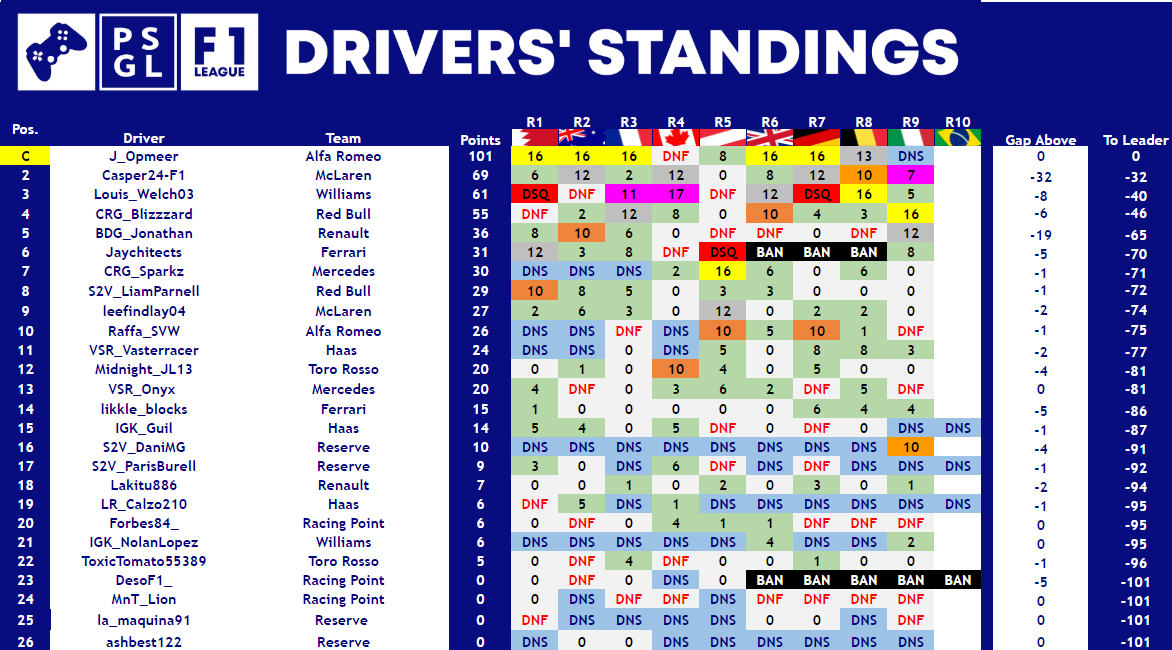 PS
GL
F1
LEAGUE
DRIVERS' STANDINGS
Pos. Driver Team Points R1 R2 R3 R4 R5 R6 R7 R8 R9 R10 Gap Above To Leader
C J_Opmeer Alfa Romeo 101 16 16 16 DNF 8 16 16 13 DNS 0 0
2 Casper24-F1 McLaren 69 6 12 2 12 0 8 12 10 7 -32 -32
3 Louis_Welch03 Williams 61 DSQ DNF 11 17 DNF 12 DSQ 16 5 -8 -40
4 CRG_Blizzzard Red Bull 55 DNF 2 12 8 0 10 4 3 16 -6 -46
5 BDG_Jonathan Renault 36 8 10 6 0 DNF DNF 0 DNF 12 -19 -65
6 Jaychitects Ferrari 31 12 3 8 DNF DSQ BAN BAN BAN 8 -5 -70
7 CRG_Sparkz Mercedes 30 DNS DNS DNS 2 16 6 0 6 0 -1 -71
8 S2V_LiamParnell Red Bull 29 10 8 5 0 3 3 0 0 0 -1 -72
9 leefindlay04 McLaren 27 2 6 3 0 12 0 2 2 0 -2 -74
10 Raffa_SVW Alfa Romeo 26 DNS DNS DNF DNS 10 5 10 1 DNF -1 -75
11 VSR_Vasterracer Haas 24 DNS DNS 0 DNS 5 0 8 8 3 -2 -77
12 Midnight_JL13 Toro Rosso 20 0 1 0 10 4 0 5 0 0 -4 -81
13 VSR_Onyx Mercedes 20 4 DNF 0 3 6 2 DNF 5 DNF 0 -81
14 likkle_blocks Ferrari 15 1 0 0 0 0 0 6 4 4 -5 -86
15 IGK_Guil Haas 14 5 4 0 5 DNF 0 DNF 0 DNS DNS -1 -87
16 S2V_DaniMG Reserve 10 DNS DNS DNS DNS DNS DNS DNS DNS 10 -4 -91
17 S2V_ParisBurell Reserve 9 3 0 DNS 6 DNF DNS DNF DNS DNS DNS -1 -92
18 Lakitu886 Renault 7 0 0 1 0 2 0 3 0 1 -2 -94
19 LR_Calzo210 Haas 6 DNF 5 DNS 1 DNS DNS DNS DNS DNS DNS -1 -95
20 Forbes84_ Racing Point 6 0 DNF 0 4 1 1 DNF DNF DNF 0 -95
21 IGK_NolanLopez Williams 6 DNS DNS DNS DNS DNS 4 DNS DNS 2 0 -95
22 ToxicTomato55389 Toro Rosso 5 0 DNF 4 DNF 0 0 1 0 0 -1 -96
23 DesoF1_ Racing Point 0 0 DNF 0 DNS 0 BAN BAN BAN BAN BAN -5 -101
24 MnT_Lion Racing Point 0 0 DNS DNF DNF DNS DNF DNF DNF DNF 0 -101
25 la_maquina91 Reserve 0 DNF DNS DNS DNS DNS 0 0 DNS DNF 0 -101
26 ashbest122 Reserve 0 DNS 0 0 DNS DNS DNS DNS DNS DNS 0 -101